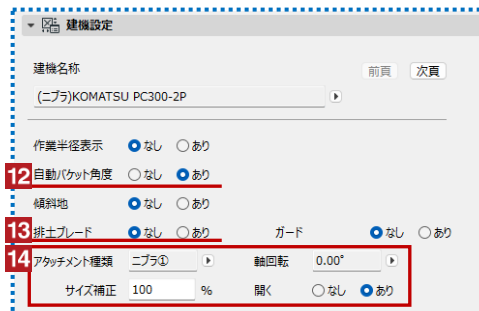 建機設定
建機名称
前頁 次頁
(ニブラ)KOMATSU PC300-2P
作業半径表示 なし あり
12 自動バケット角度 なし あり
傾斜地 なし あり
13 排土ブレード なし あり ガード なし あり
14 アタッチメント種類 ニブラ① 軸回転 0.00°
サイズ補正 100 % 開く なし あり